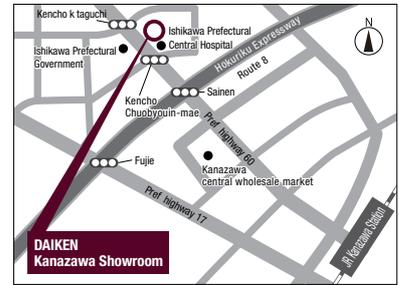 Kencho k taguchi
Ishikawa Prefectural
Central Hospital
N
Ishikawa Prefectural
Government
Hokuriku Expressway
Route 8
Kencho
Chuobyouin-mae
Sainen
Pref highway 60
Fujie
Kanazawa
central wholesale market
Pref highway 17
JR Kanazawa Station
DAIKEN
Kanazawa Showroom